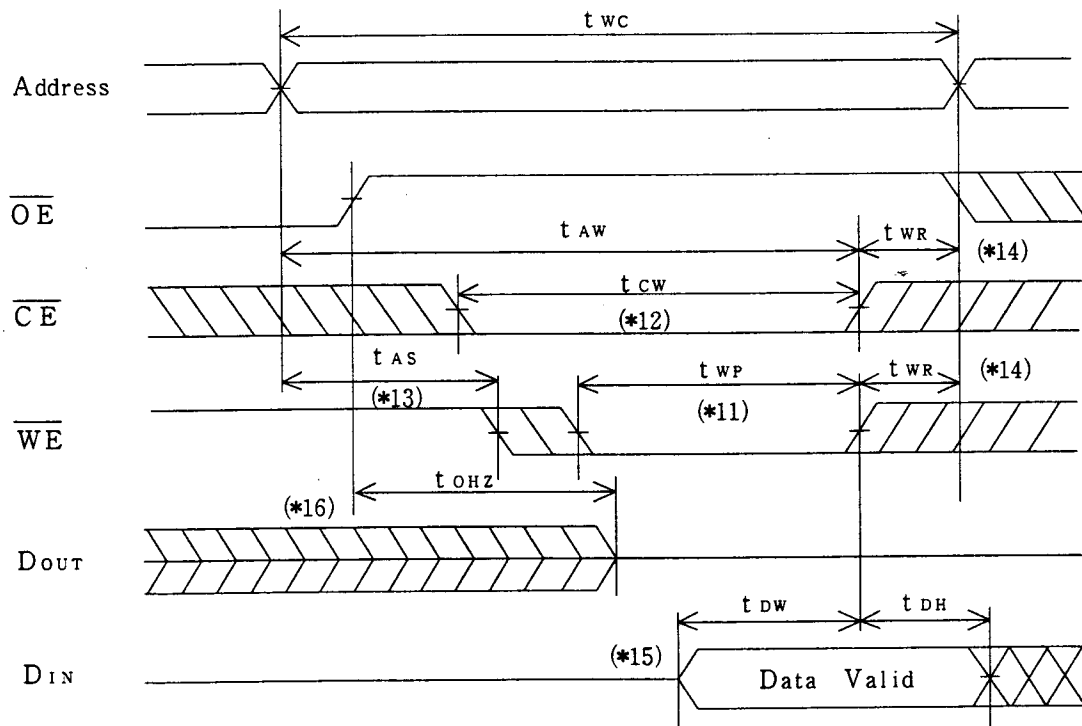 t WC
Address
OE
t AW
t WR
(*14)
CE
t CW
(*12)
t AS
(*13)
t WP
(*11)
t WR
(*14)
WE
t OHZ
(*16)
DOUT
t DW
t DH
(*15)
DIN
Data Valid